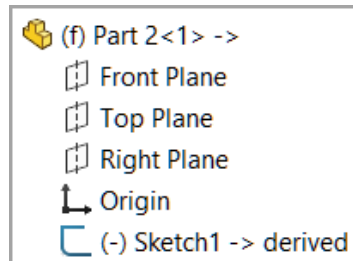 (f) Part 2<1> ->
Front Plane
Top Plane
Right Plane
Origin
(-) Sketch1 -> derived